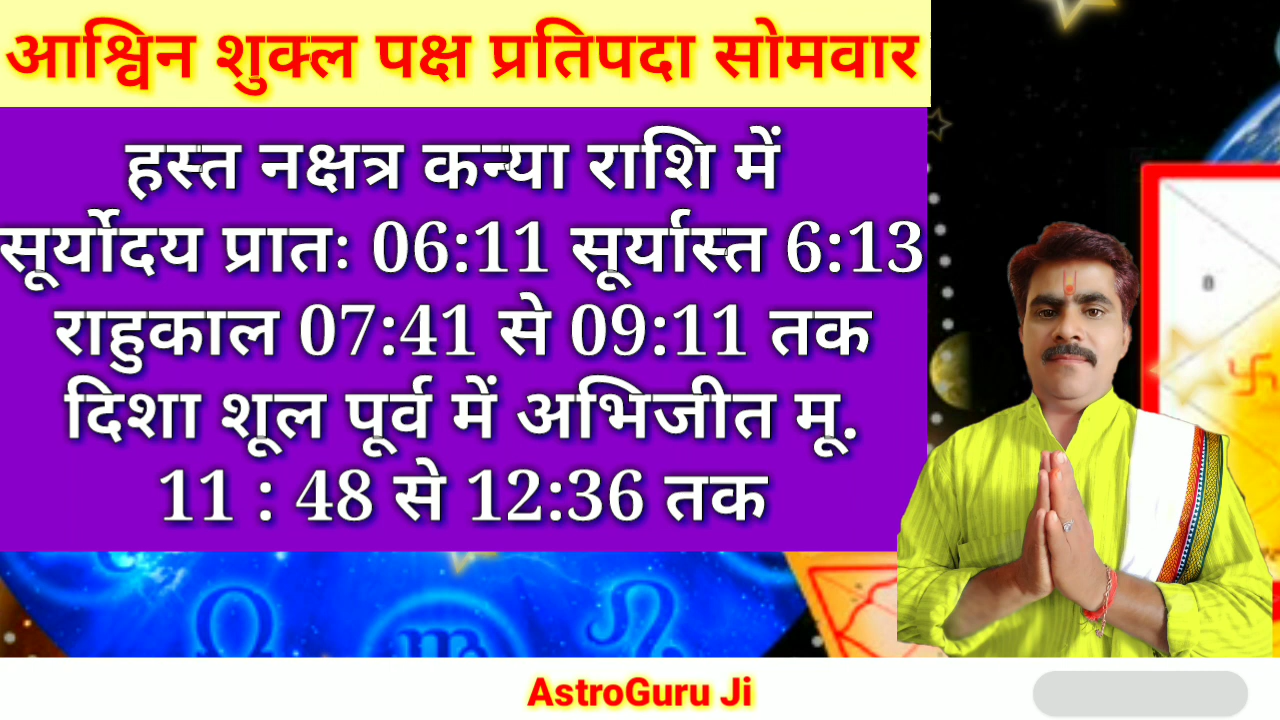 आश्विन शुक्ल पक्ष प्रतिपदा सोमवार
हस्त नक्षत्र कन्या राशि में
सूर्योदय प्रातः 06:11 सूर्यास्त 6:13
राहुकाल 07:41 से 09:11 तक
दिशा शूल पूर्व में अभिजीत मू.
11 : 48 से 12:36 तक
AstroGuru Ji